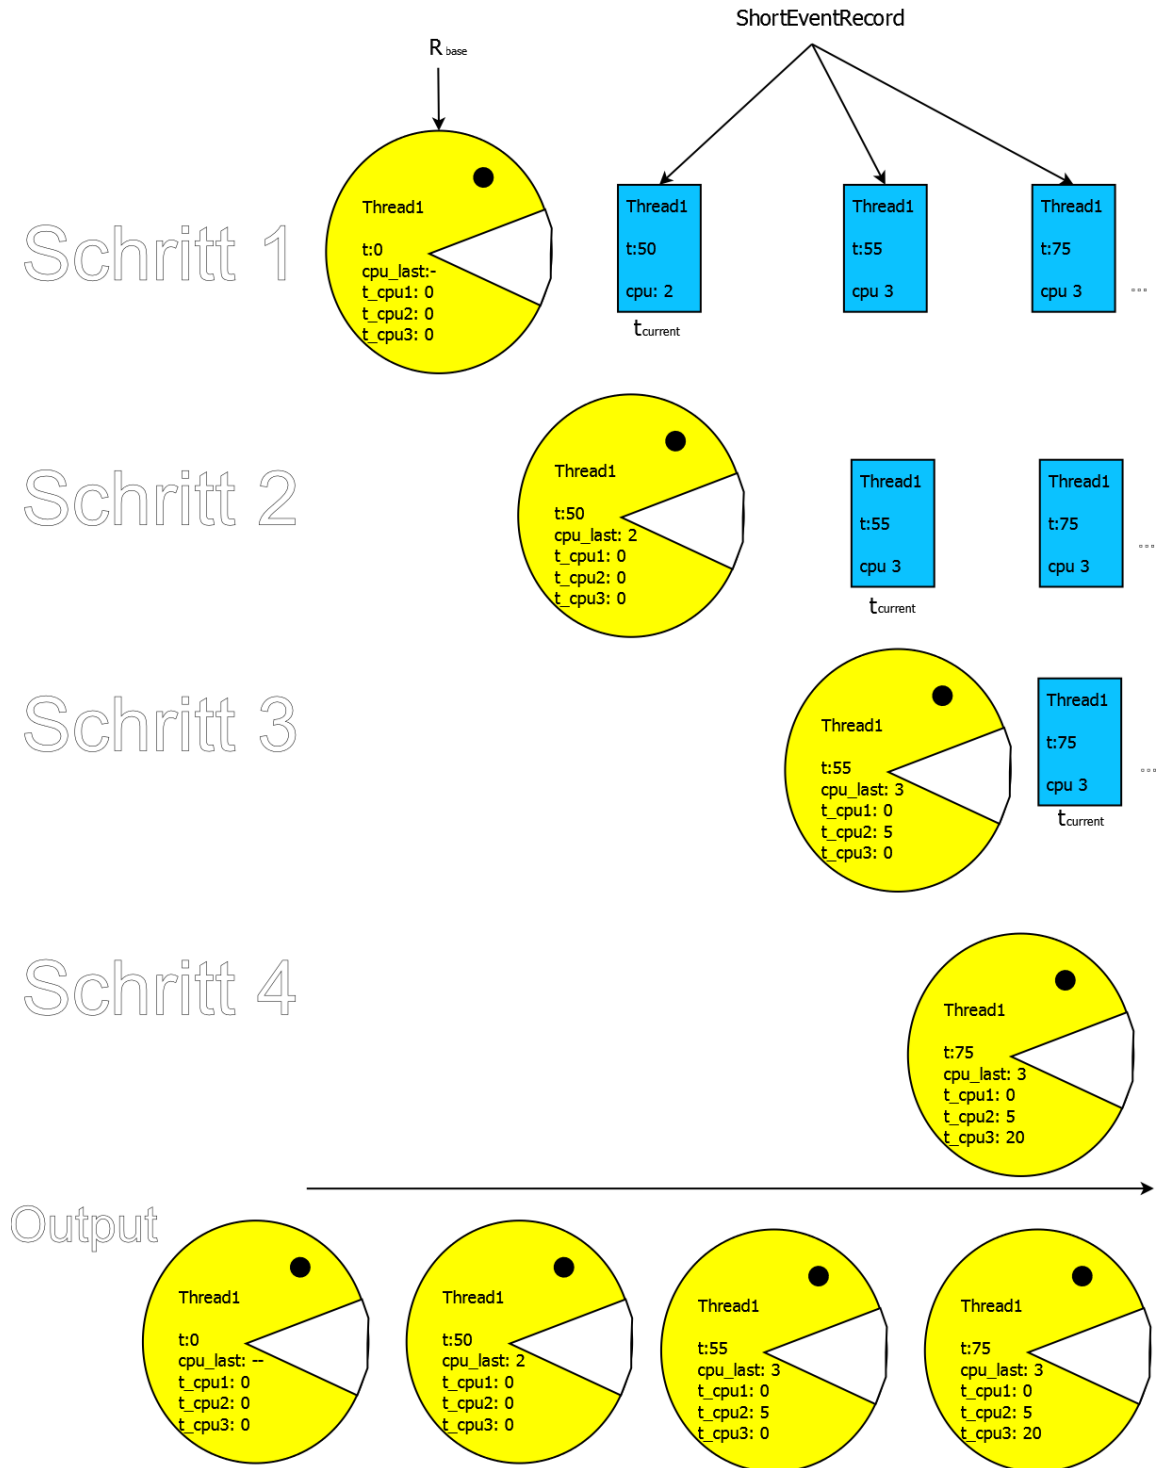 ShortEventRecord
R base
Schritt 1
Thread1
t:0
cpu_last:-
t_cpu1: 0
t_cpu2: 0
t_cpu3: 0
Thread1
t:50
cpu: 2
tcurrent
Thread1
t:55
cpu 3
Thread1
t:75
cpu 3
...
Schritt 2
Thread1
t:50
cpu_last: 2
t_cpu1: 0
t_cpu2: 0
t_cpu3: 0
Thread1
t:55
cpu 3
tcurrent
Thread1
t:75
cpu 3
...
Schritt 3
Thread1
t:55
cpu_last: 3
t_cpu1: 0
t_cpu2: 5
t_cpu3: 0
Thread1
t:75
cpu 3
tcurrent
...
Schritt 4
Thread1
t:75
cpu_last: 3
t_cpu1: 0
t_cpu2: 5
t_cpu3: 20
Output
Thread1
t:0
cpu_last: --
t_cpu1: 0
t_cpu2: 0
t_cpu3: 0
Thread1
t:50
cpu_last: 2
t_cpu1: 0
t_cpu2: 0
t_cpu3: 0
Thread1
t:55
cpu_last: 3
t_cpu1: 0
t_cpu2: 5
t_cpu3: 0
Thread1
t:75
cpu_last: 3
t_cpu1: 0
t_cpu2: 5
t_cpu3: 20